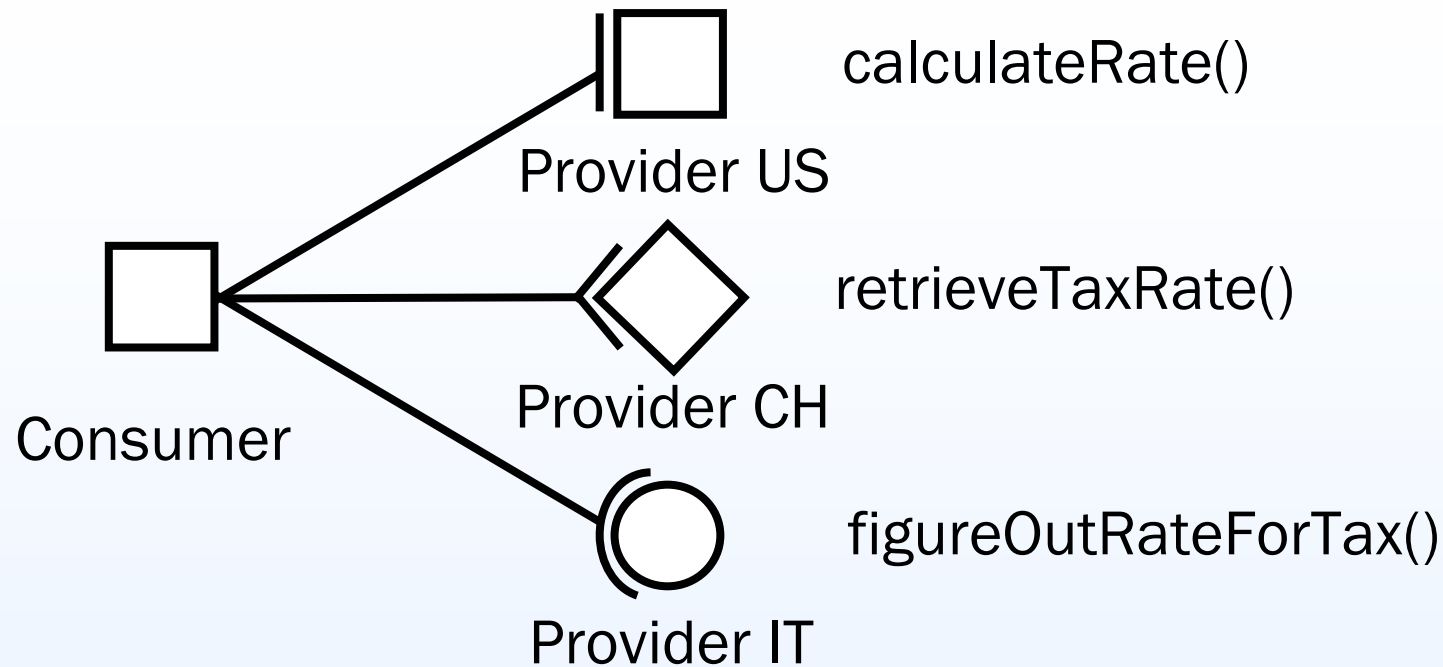 calculateRate()
Provider US
retrieveTaxRate()
Provider CH
Consumer
figureOutRateForTax()
Provider IT